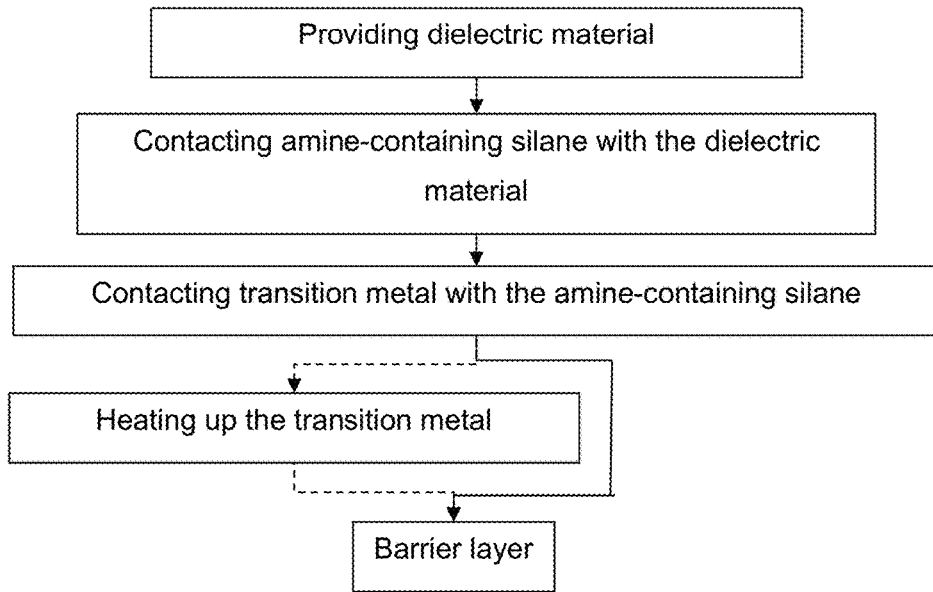 Providing dielectric material
Contacting amine-containing silane with the dielectric
material
Contacting transition metal with the amine-containing silane
Heating up the transition metal
Barrier layer